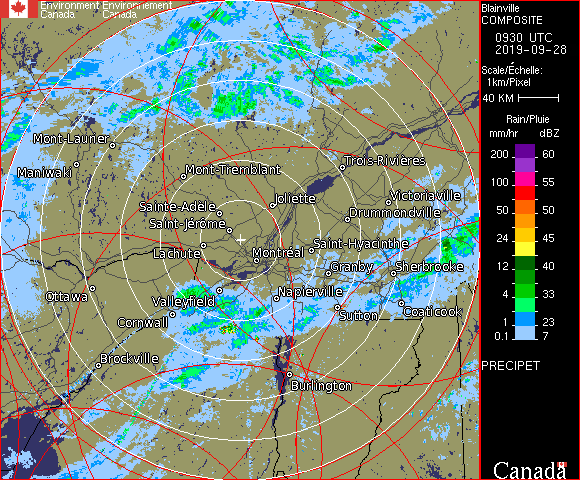 Environment Environnement
Canada Canada
Blainville
COMPOSITE
0930 UTC
2019-09-28
Scale/Échelle:
1km/Pixel
40 KM
Rain/Pluie
mm/hr dBZ
200 60
100 55
50 50
24 45
12 40
4 33
1 23
0.1 7
PRECIPET
Canada
Mont-Laurier
Maniwaki
Mont-Tremblant
Trois-Rivières
Sainte-Adèle
Joliette
Victoriaville
Saint-Jérôme
Drummondville
Lachute
Montréal
Saint-Hyacinthe
Granby
Sherbrooke
Ottawa
Valleyfield
Napierville
Cornwall
Sutton
Coaticook
Brockville
Burlington